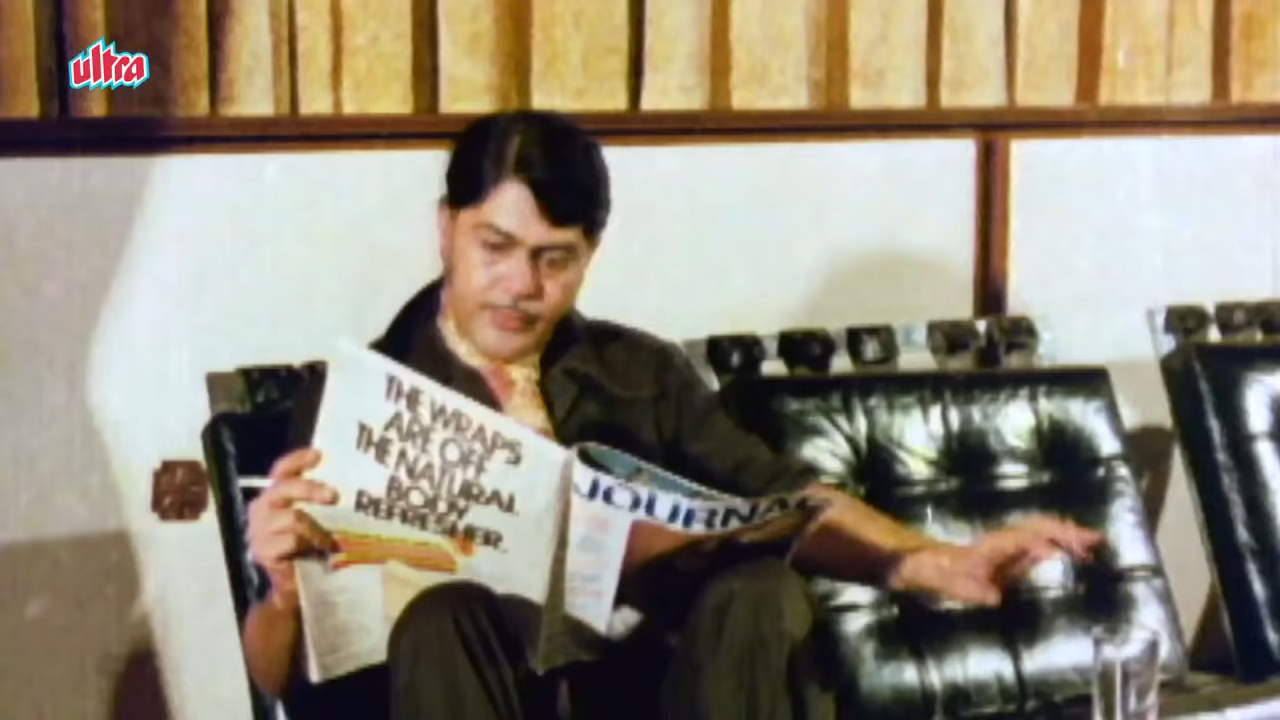 ultra
THE WRAPS
ARE OFF
THE NATURAL
BODY
REFRESHER.
JOURNAL